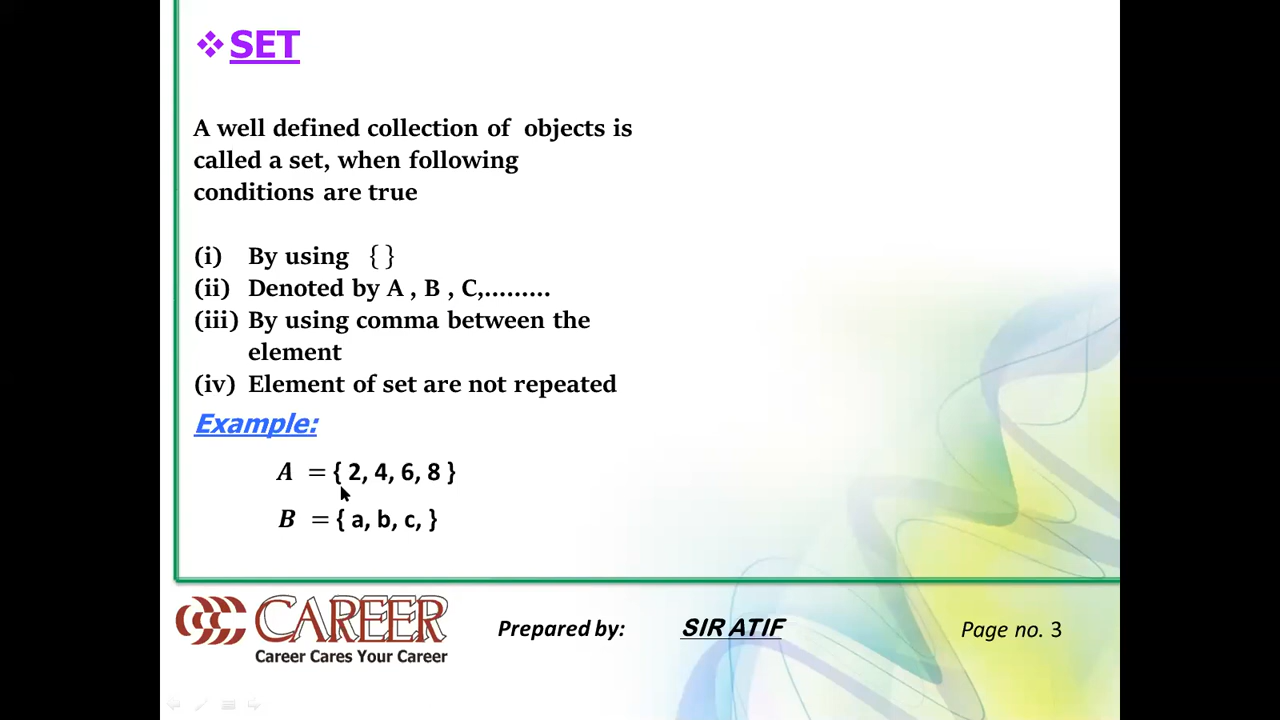 ❖ SET
A well defined collection of objects is
called a set, when following
conditions are true
(i) By using { }
(ii) Denoted by A , B , C,.........
(iii) By using comma between the
element
(iv) Element of set are not repeated
Example:
A = { 2, 4, 6, 8 }
B = { a, b, c, }
CAREER
Career Cares Your Career
Prepared by: SIR ATIF Page no. 3